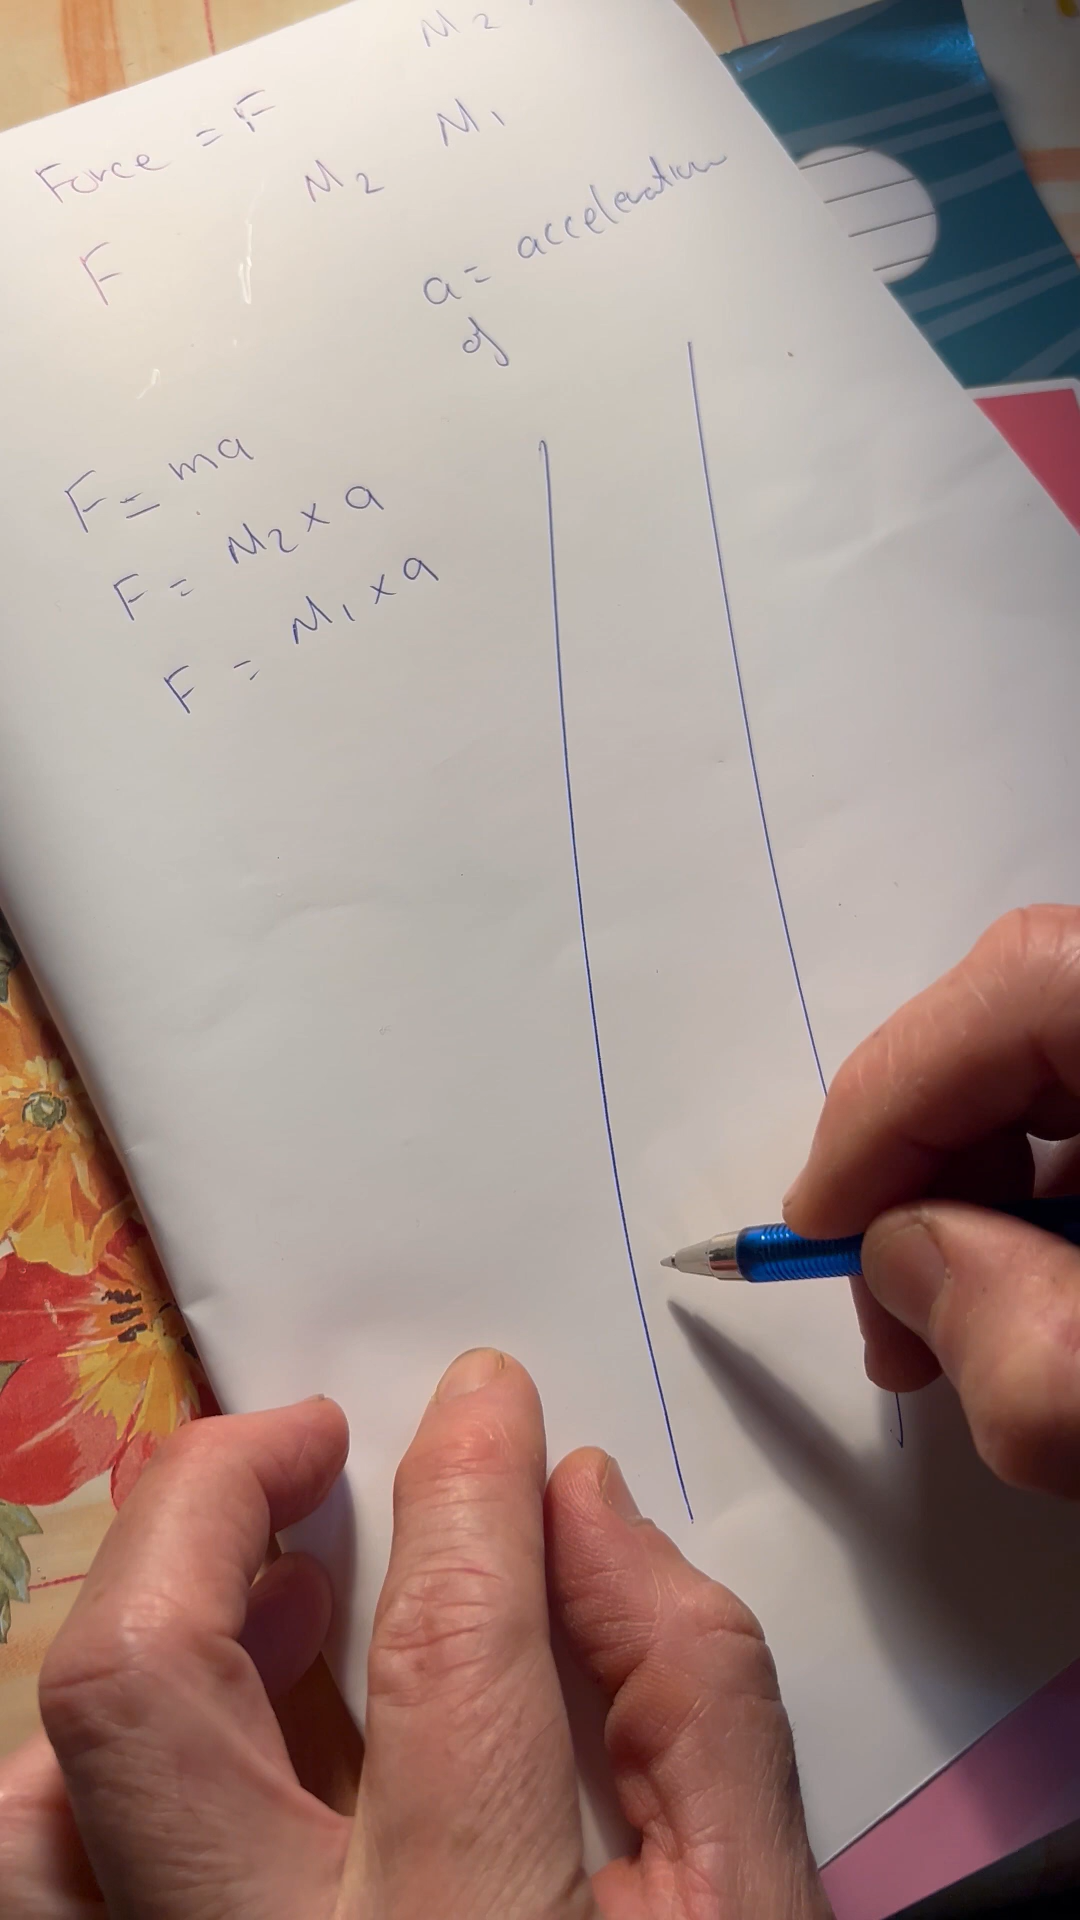 M2
Force = F
M2 M1
F
a = acceleration
of
F = ma
F = M2 x a
F = M1 x a